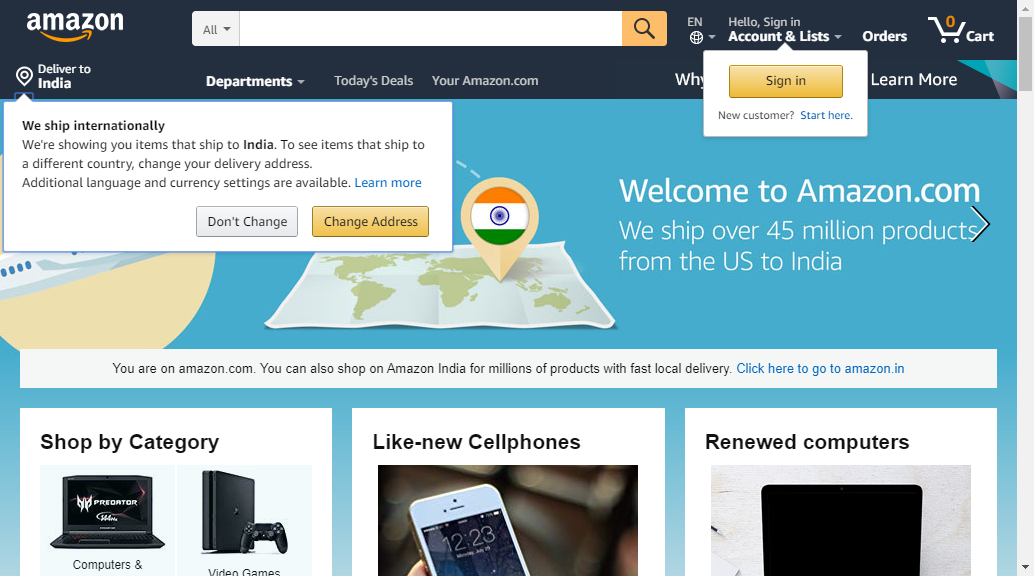 amazon
All
EN
Hello, Sign in
Account & Lists
Orders
0
Cart
Deliver to
India
Departments
Today's Deals
Your Amazon.com
Why
Learn More
Sign in
New customer? Start here.
We ship internationally
We're showing you items that ship to India. To see items that ship to
a different country, change your delivery address.
Additional language and currency settings are available. Learn more
Don't Change
Change Address
Welcome to Amazon.com
We ship over 45 million products
from the US to India
You are on amazon.com. You can also shop on Amazon India for millions of products with fast local delivery. Click here to go to amazon.in
Shop by Category
Like-new Cellphones
Renewed computers
PREDATOR
12:23
Computers &
Video Games